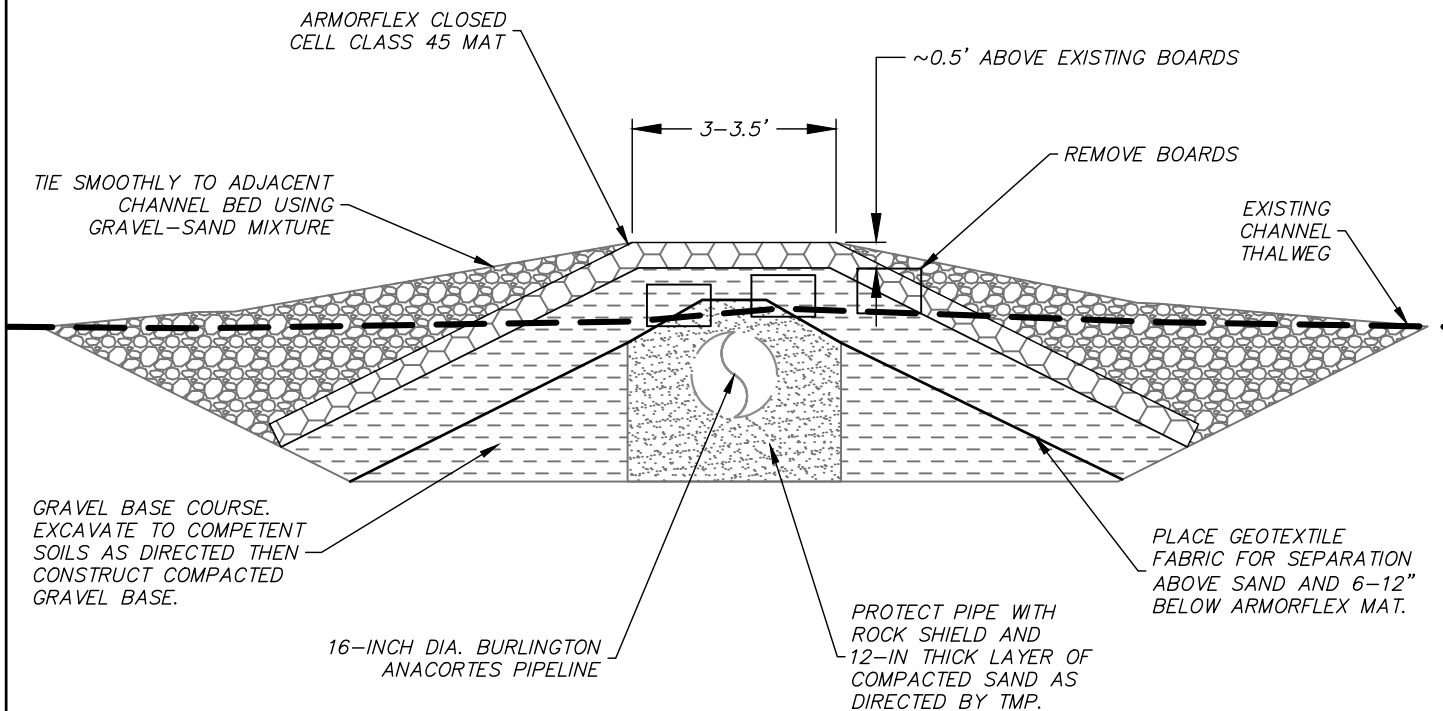 ARMORFLEX CLOSED
CELL CLASS 45 MAT
~0.5' ABOVE EXISTING BOARDS
3-3.5'
REMOVE BOARDS
TIE SMOOTHLY TO ADJACENT
CHANNEL BED USING
GRAVEL-SAND MIXTURE
EXISTING
CHANNEL
THALWEG
GRAVEL BASE COURSE.
EXCAVATE TO COMPETENT
SOILS AS DIRECTED THEN
CONSTRUCT COMPACTED
GRAVEL BASE.
16-INCH DIA. BURLINGTON
ANACORTES PIPELINE
PROTECT PIPE WITH
ROCK SHIELD AND
12-IN THICK LAYER OF
COMPACTED SAND AS
DIRECTED BY TMP.
PLACE GEOTEXTILE
FABRIC FOR SEPARATION
ABOVE SAND AND 6-12"
BELOW ARMORFLEX MAT.